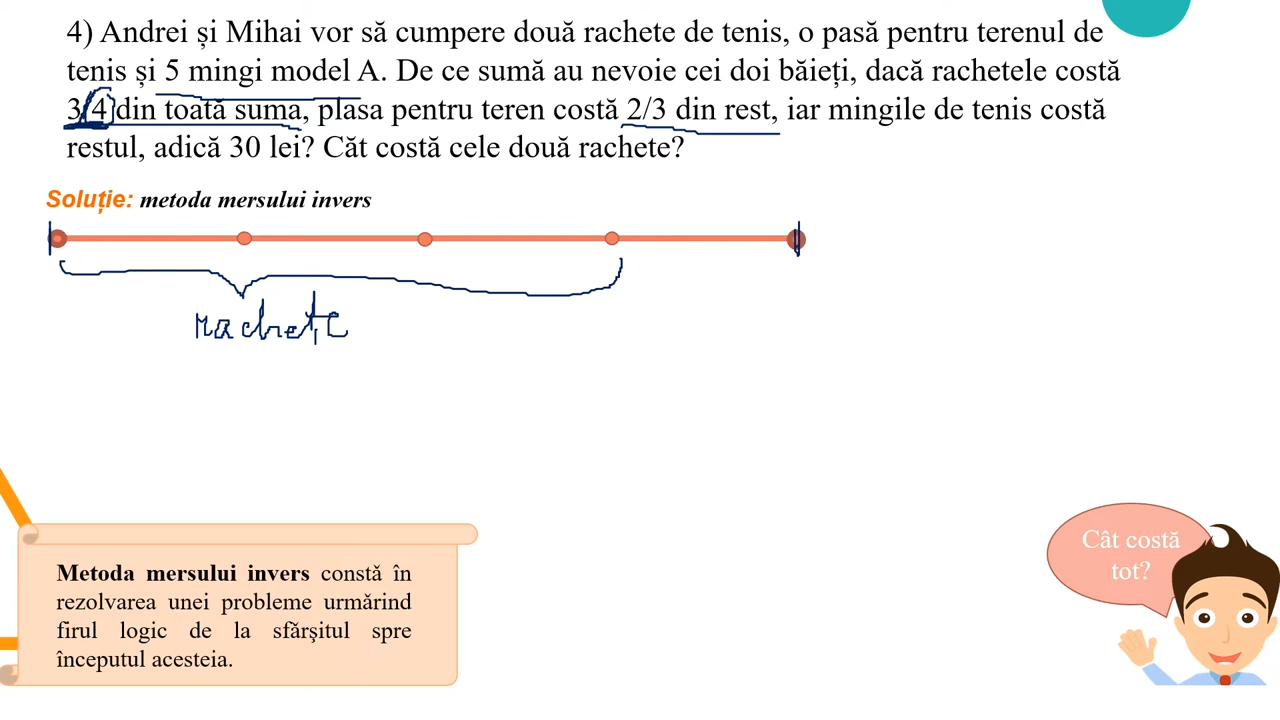 4) Andrei și Mihai vor să cumpere două rachete de tenis, o pasă pentru terenul de
tenis și 5 mingi model A. De ce sumă au nevoie cei doi băieți, dacă rachetele costă
3/4 din toată suma, plasa pentru teren costă 2/3 din rest, iar mingile de tenis costă
restul, adică 30 lei? Căt costă cele două rachete?
Soluție: metoda mersului invers
rachete
Metoda mersului invers constă în
rezolvarea unei probleme urmărind
firul logic de la sfârşitul spre
începutul acesteia.
Cât costă
tot?